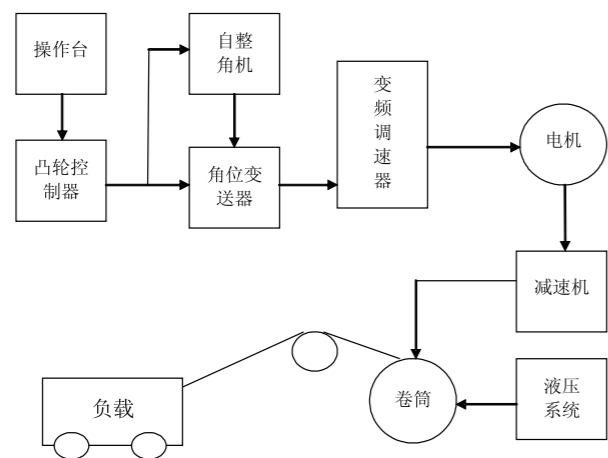 操作台
自整
角机
变
频
调
速
器
电机
凸轮控
制器
角位变
送器
减速机
卷筒
液压
系统
负载